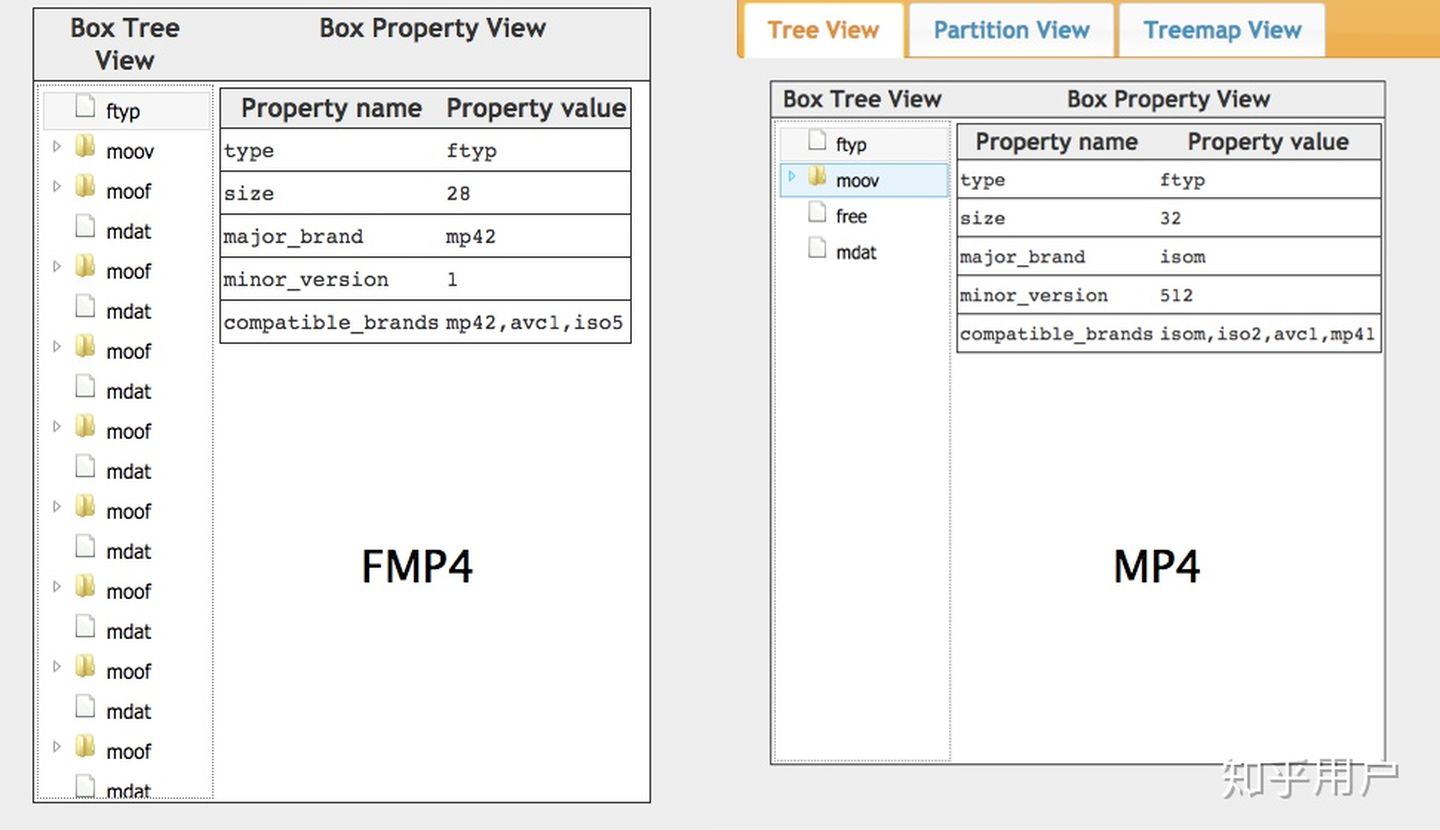 Box Tree View
Box Property View
ftyp
moov
moof
mdat
moof
mdat
moof
mdat
moof
mdat
moof
mdat
moof
mdat
moof
mdat
moof
mdat
Property name Property value
type ftyp
size 28
major_brand mp42
minor_version 1
compatible_brands mp42,avc1,iso5
FMP4
Tree View Partition View Treemap View
Box Tree View Box Property View
ftyp
moov
free
mdat
Property name Property value
type ftyp
size 32
major_brand isom
minor_version 512
compatible_brands isom,iso2,avc1,mp41
MP4
知乎用户